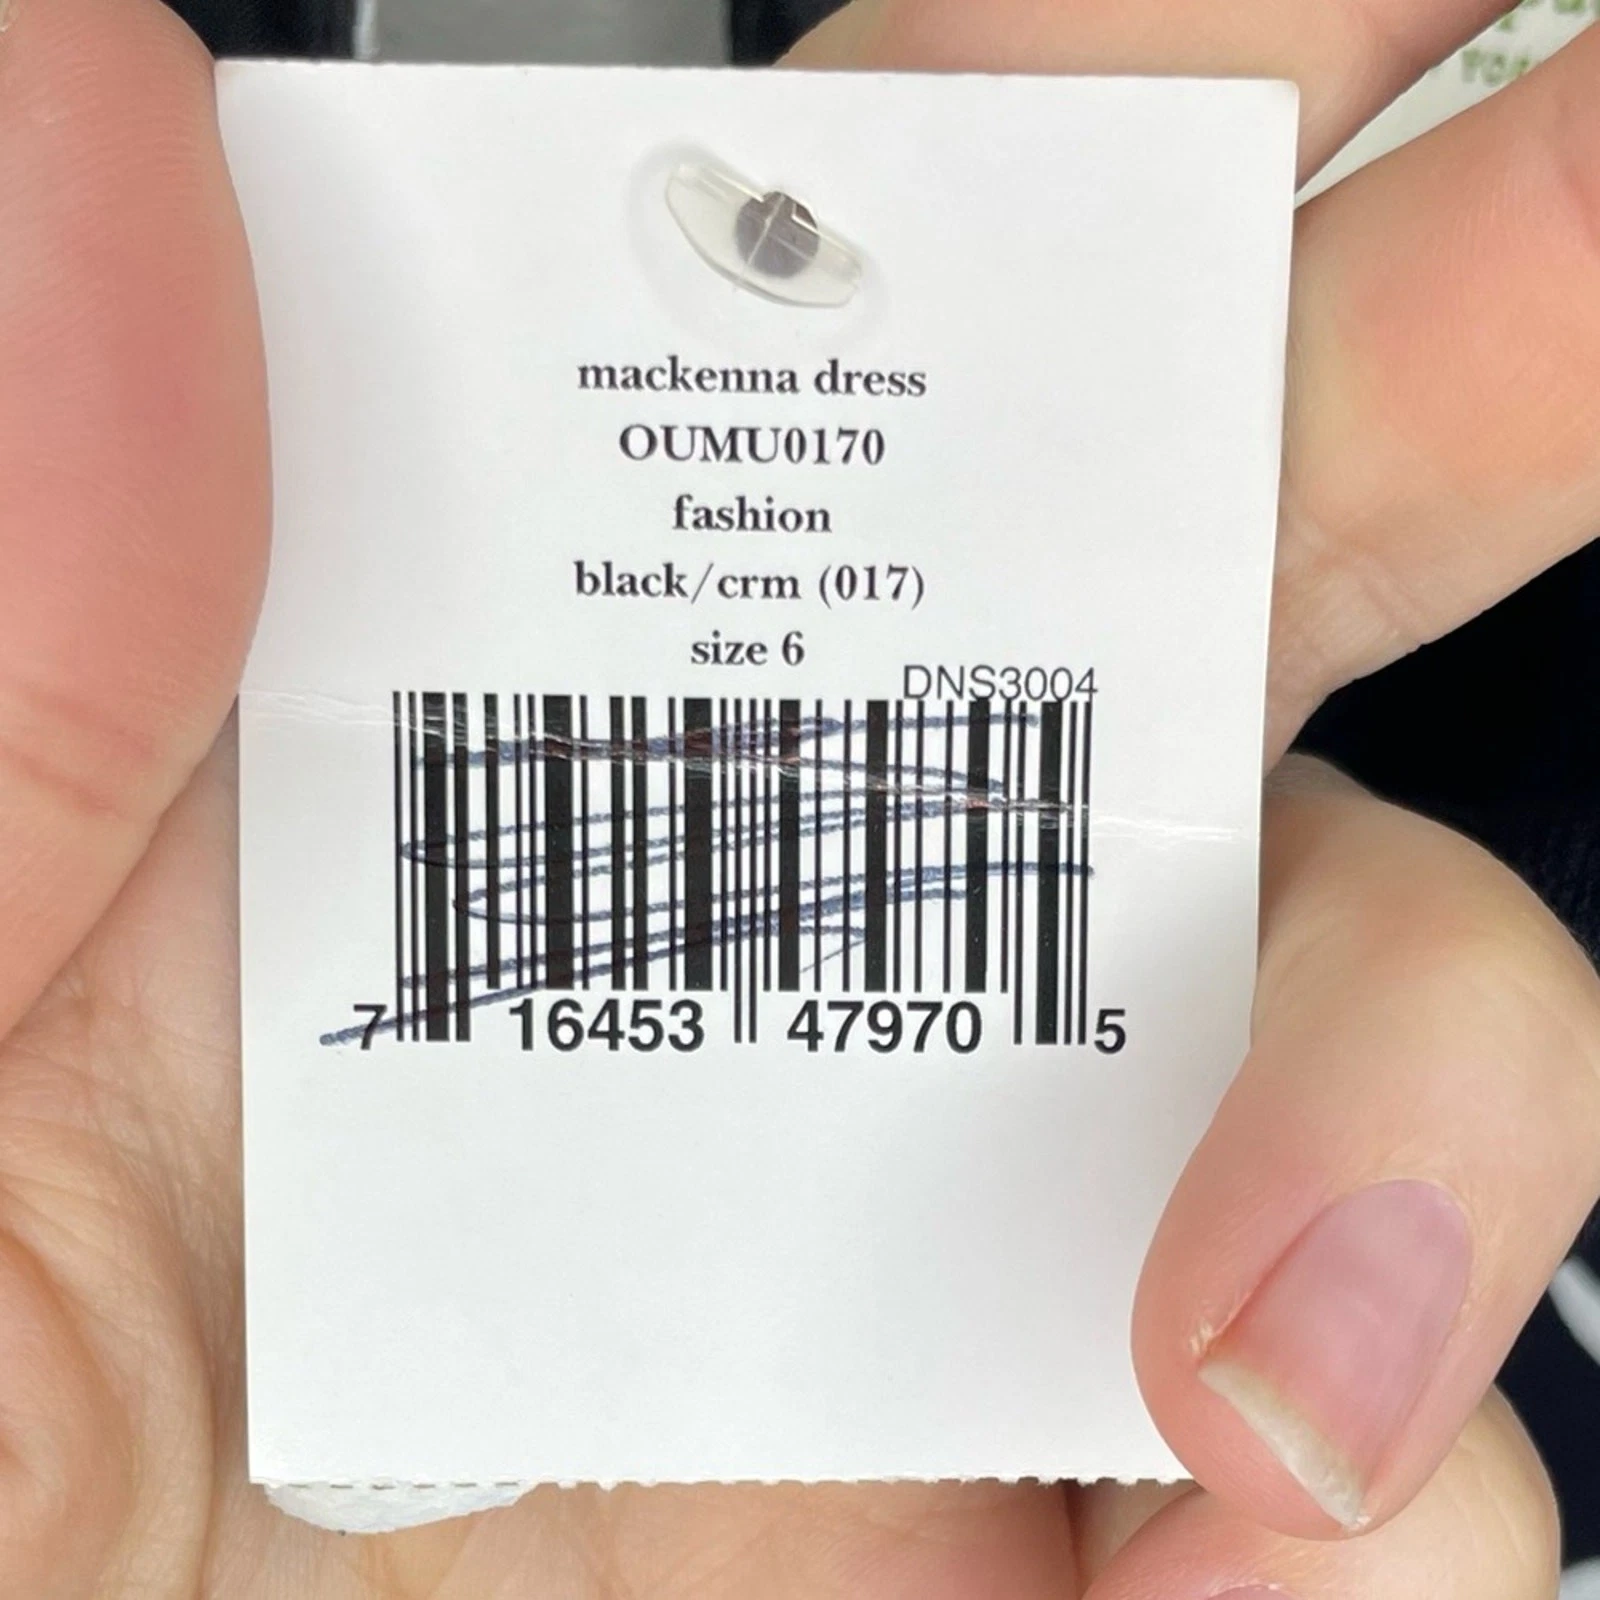 mackenna dress
OUMU0170
fashion
black/crm (017)
size 6
DNS3004
7 16453 47970 5